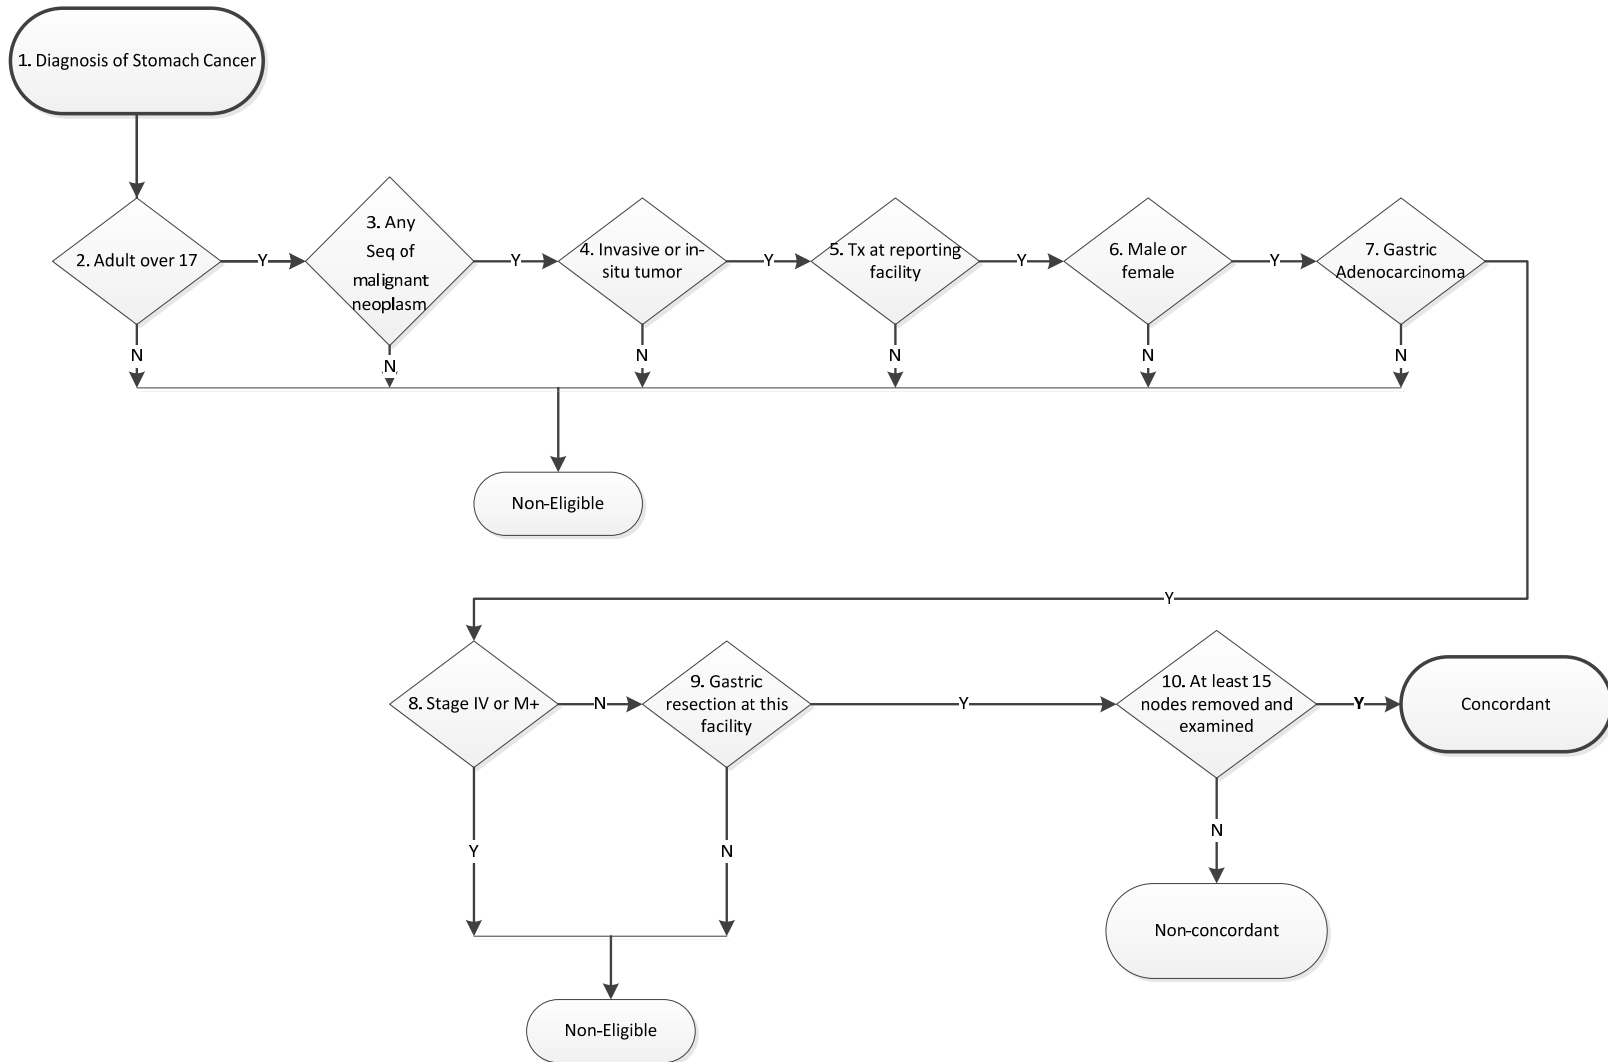 1. Diagnosis of Stomach Cancer
2. Adult over 17
Y
3. Any
Seq of
malignant
neoplasm
Y
4. Invasive or in-
situ tumor
Y
5. Tx at reporting
facility
Y
6. Male or
female
Y
7. Gastric
Adenocarcinoma
N
N
N
N
N
N
Non-Eligible
Y
8. Stage IV or M+
N
9. Gastric
resection at this
facility
Y
10. At least 15
nodes removed and
examined
Y
Concordant
Y
N
N
Non-concordant
Non-Eligible